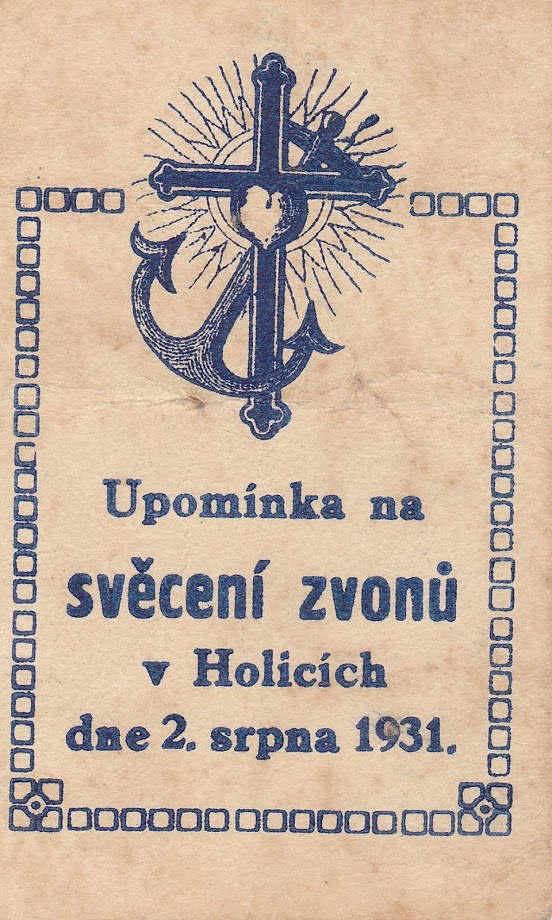 Upomínka na
svěcení zvonů
v Holicích
dne 2. srpna 1931.